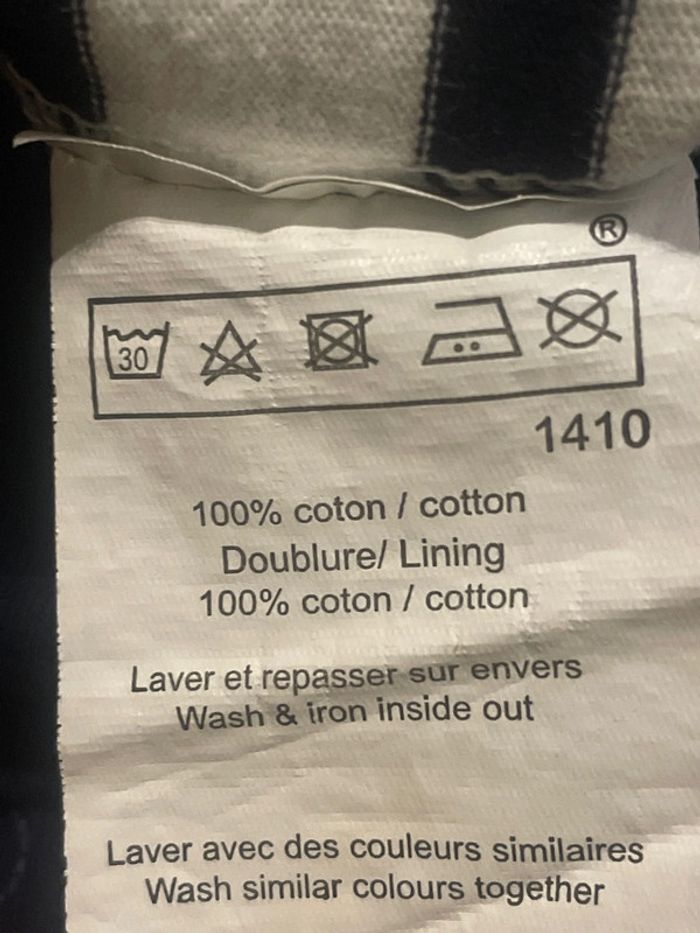 ®
30
1410
100% coton / cotton
Doublure/ Lining
100% coton / cotton
Laver et repasser sur envers
Wash & iron inside out
Laver avec des couleurs similaires
Wash similar colours together